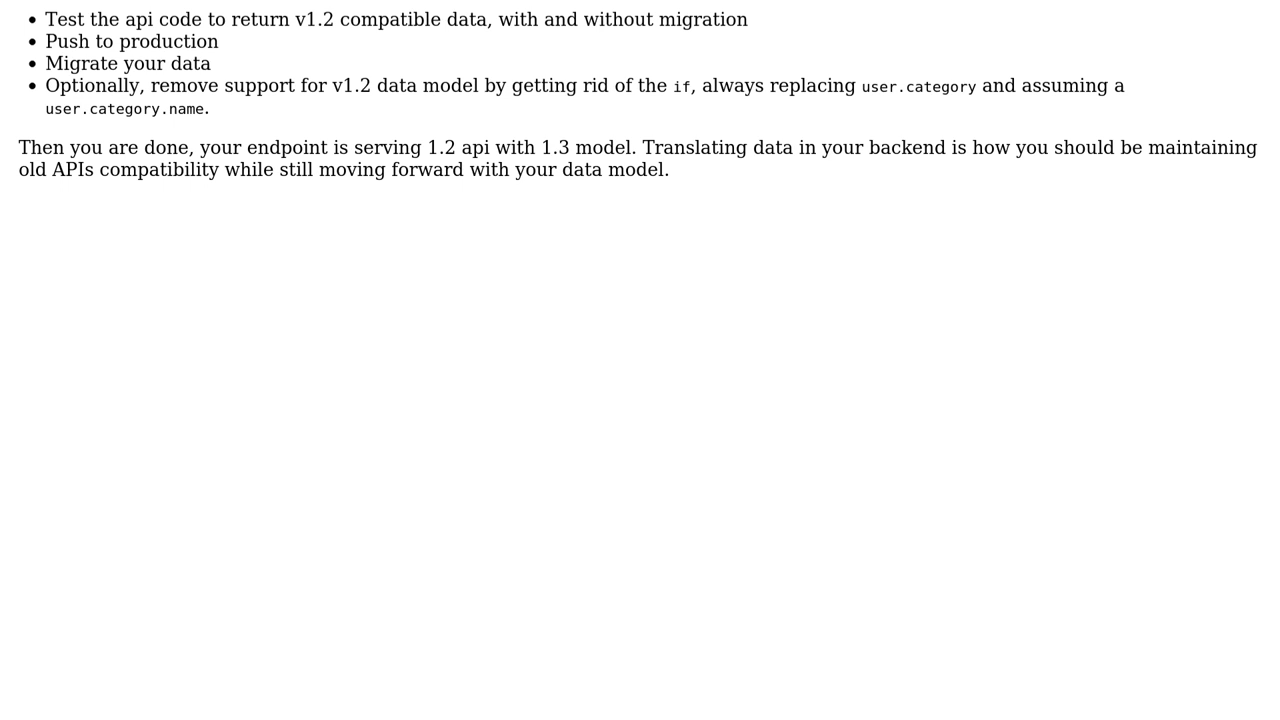 • Test the api code to return v1.2 compatible data, with and without migration
• Push to production
• Migrate your data
• Optionally, remove support for v1.2 data model by getting rid of the if, always replacing user.category and assuming a
user.category.name.
Then you are done, your endpoint is serving 1.2 api with 1.3 model. Translating data in your backend is how you should be maintaining
old APIs compatibility while still moving forward with your data model.